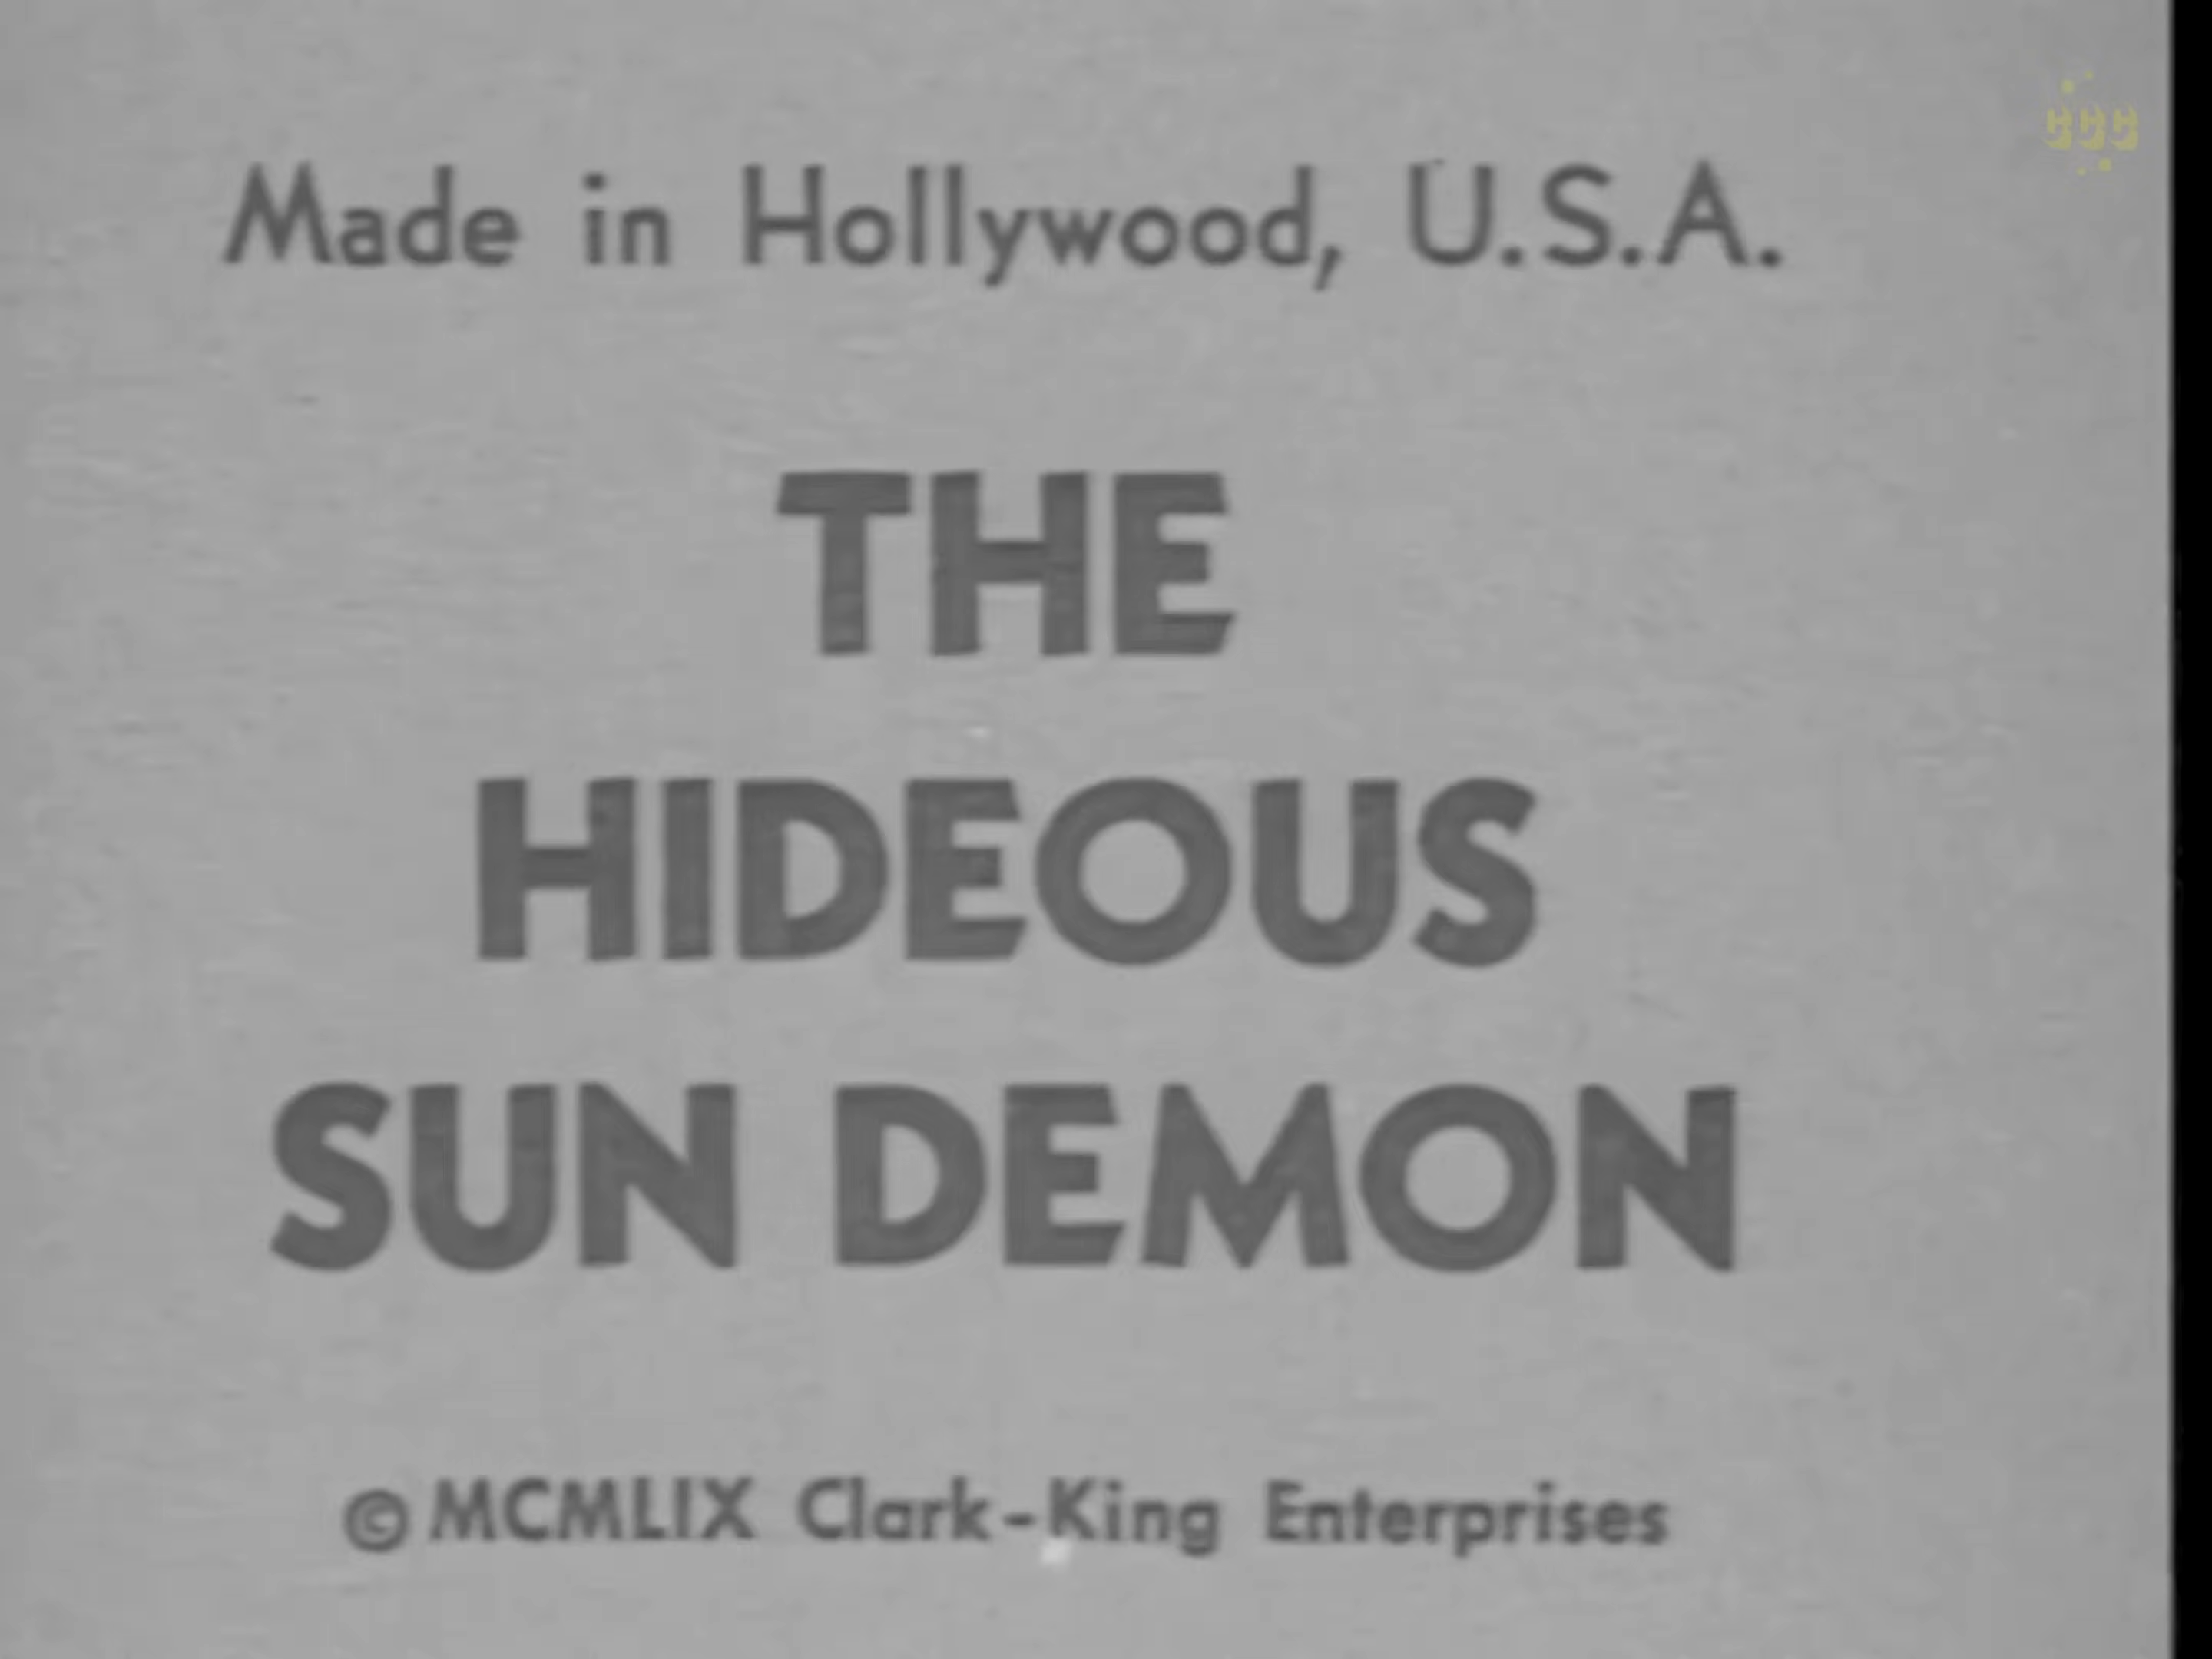 Made in Hollywood, U.S.A.
THE
HIDEOUS
SUN DEMON
©MCMLIX Clark-King Enterprises